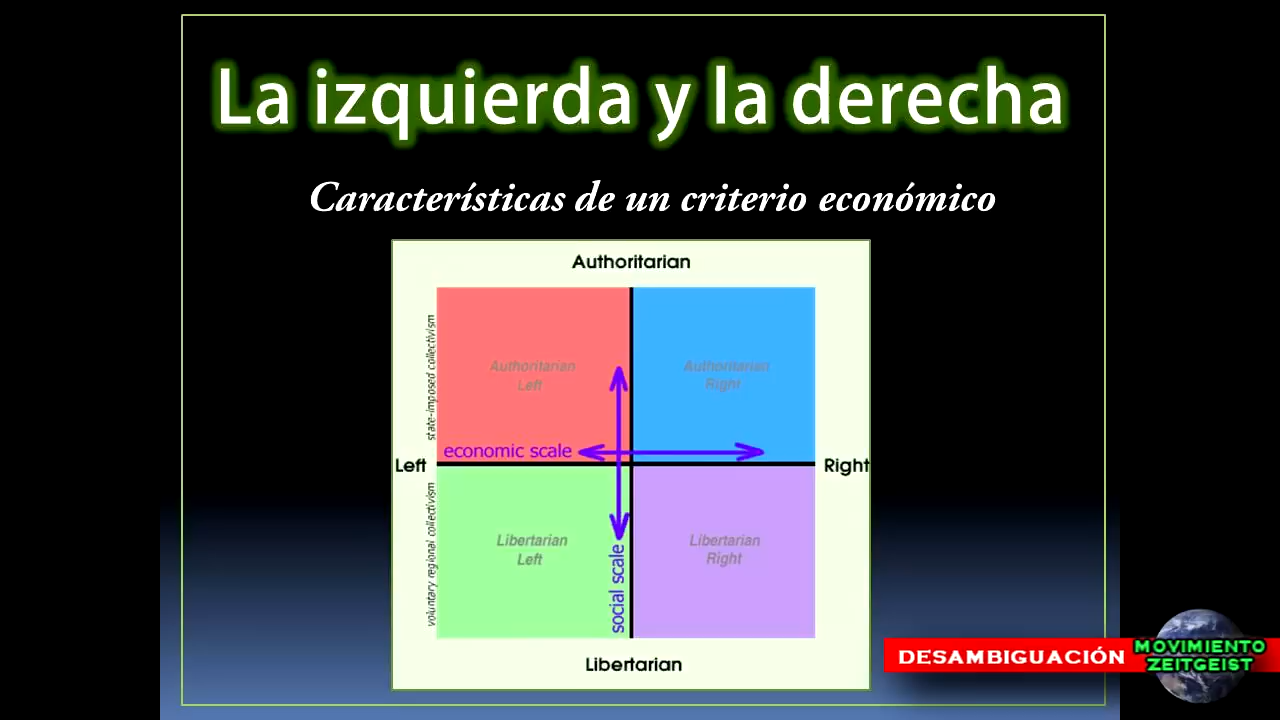 La izquierda y la derecha
Características de un criterio económico
Authoritarian
state-imposed collectivism
Authoritarian
Left
Authoritarian
Right
economic scale
Left
Right
voluntary regional collectivism
Libertarian
Left
Libertarian
Right
social scale
Libertarian
DESAMBIGUACIÓN
MOVIMIENTO
ZEITGEIST